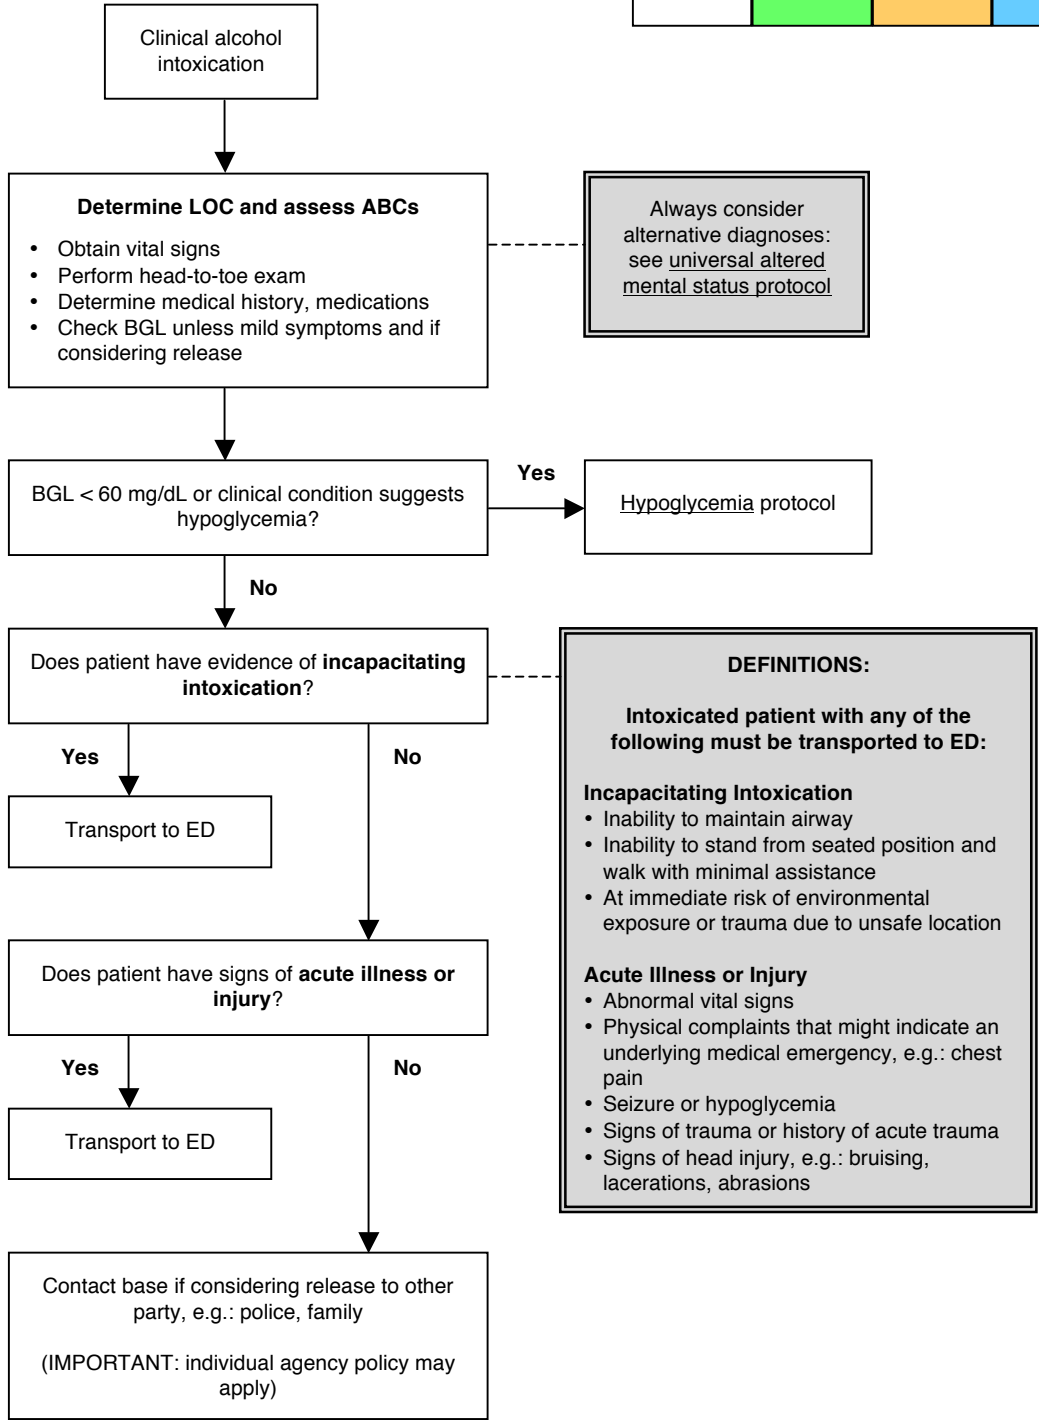 Clinical alcohol
intoxication
Determine LOC and assess ABCs
• Obtain vital signs
• Perform head-to-toe exam
• Determine medical history, medications
• Check BGL unless mild symptoms and if
considering release
Always consider
alternative diagnoses:
see universal altered
mental status protocol
BGL < 60 mg/dL or clinical condition suggests
hypoglycemia?
Yes
Hypoglycemia protocol
No
Does patient have evidence of incapacitating
intoxication?
Yes
No
Transport to ED
DEFINITIONS:
Intoxicated patient with any of the
following must be transported to ED:
Incapacitating Intoxication
• Inability to maintain airway
• Inability to stand from seated position and
walk with minimal assistance
• At immediate risk of environmental
exposure or trauma due to unsafe location
Acute Illness or Injury
• Abnormal vital signs
• Physical complaints that might indicate an
underlying medical emergency, e.g.: chest
pain
• Seizure or hypoglycemia
• Signs of trauma or history of acute trauma
• Signs of head injury, e.g.: bruising,
lacerations, abrasions
Does patient have signs of acute illness or
injury?
Yes
No
Transport to ED
Contact base if considering release to other
party, e.g.: police, family
(IMPORTANT: individual agency policy may
apply)